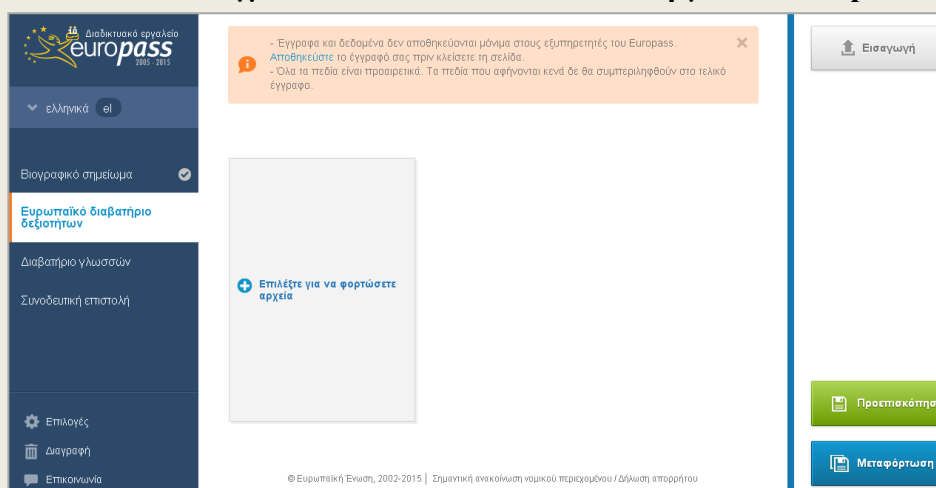 Διαδικτυακό εργαλείο
europass
2005 - 2015
ελληνικά el
Βιογραφικό σημείωμα
Ευρωπαϊκό διαβατήριο
δεξιοτήτων
Διαβατήριο γλωσσών
Συνοδευτική επιστολή
Επιλογές
Διαγραφή
Επικοινωνία
- Έγγραφα και δεδομένα δεν αποθηκεύονται μόνιμα στους εξυπηρετητές του Europass.
Αποθηκεύστε το έγγραφό σας πριν κλείσετε τη σελίδα.
- Όλα τα πεδία είναι προαιρετικά. Τα πεδία που αφήνονται κενά δε θα συμπεριληφθούν στο τελικό
έγγραφο.
Επιλέξτε για να φορτώσετε
αρχεία
© Ευρωπαϊκή Ένωση, 2002-2015 | Σημαντική ανακοίνωση νομικού περιεχομένου / Δήλωση απορρήτου
Εισαγωγή
Προεπισκόπησ
Μεταφόρτωση